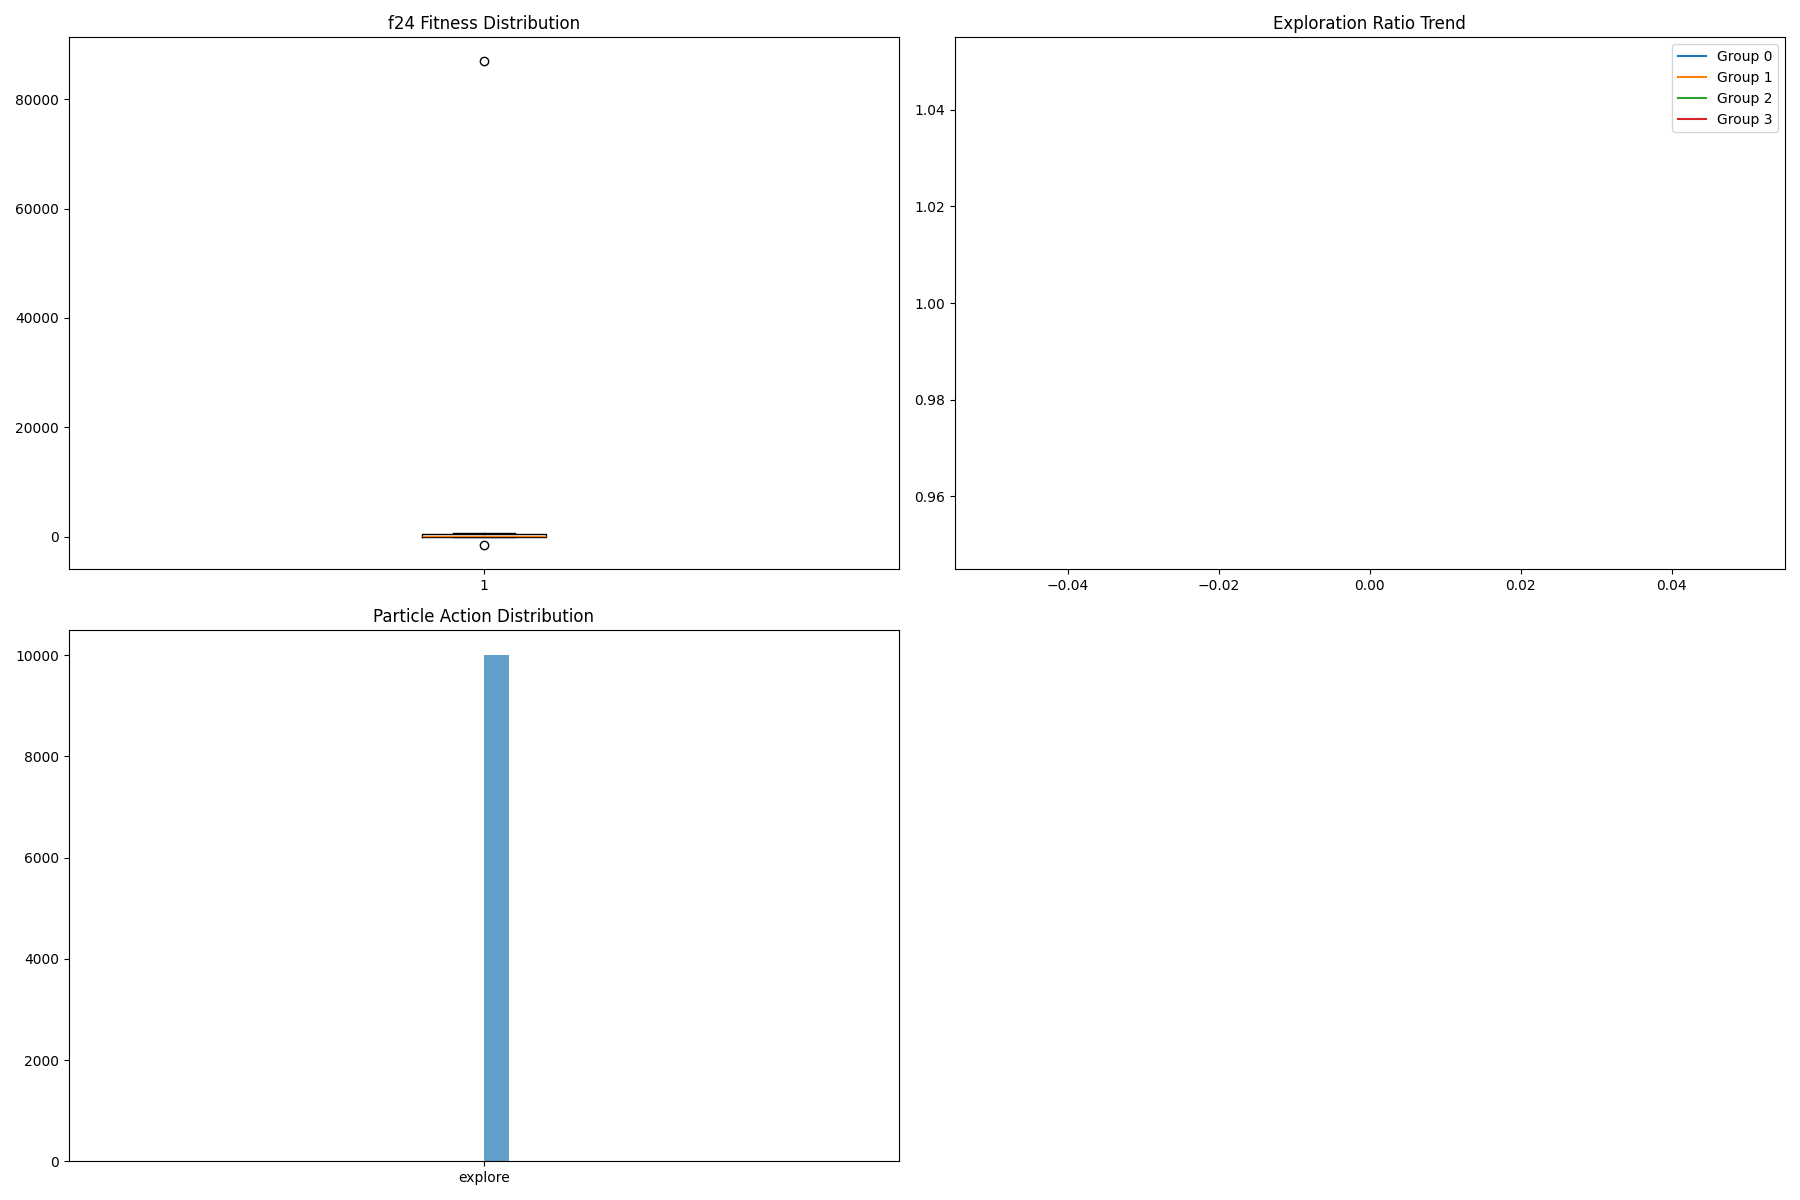 f24 Fitness Distribution
80000
60000
40000
20000
0
1
Exploration Ratio Trend
Group 0
Group 1
Group 2
Group 3
1.04
1.02
1.00
0.98
0.96
−0.04 −0.02 0.00 0.02 0.04
Particle Action Distribution
10000
8000
6000
4000
2000
0
explore